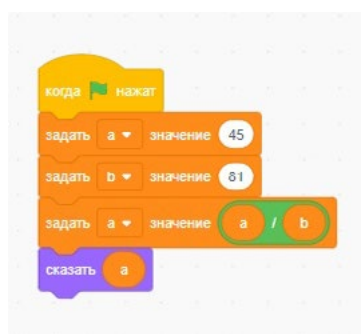 когда нажат
задать a значение 45
задать b значение 81
задать a значение a / b
сказать a